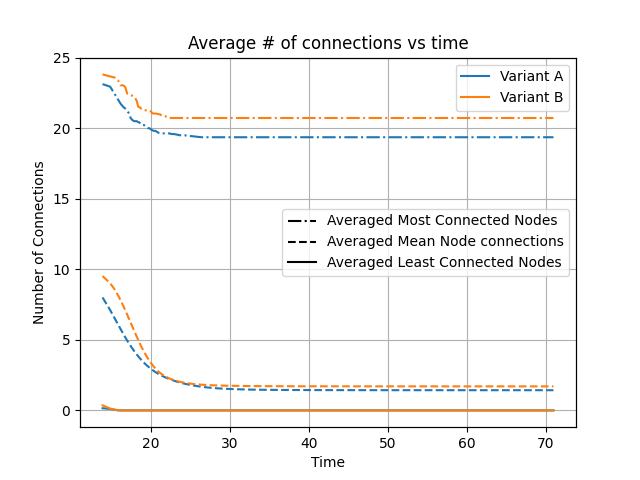 Average # of connections vs time
Number of Connections
25
20
15
10
5
0
Variant A
Variant B
Averaged Most Connected Nodes
Averaged Mean Node connections
Averaged Least Connected Nodes
20 30 40 50 60 70
Time